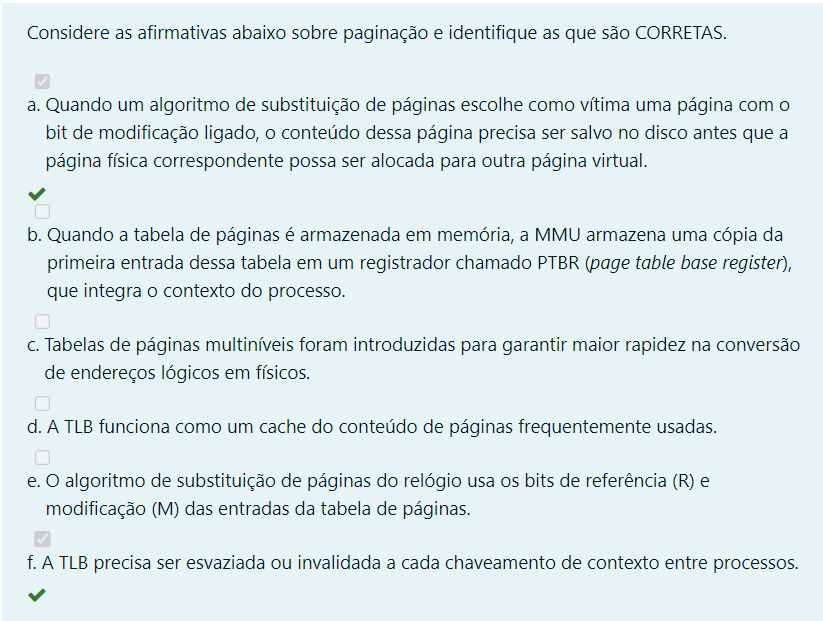 Considere as afirmativas abaixo sobre paginação e identifique as que são CORRETAS.
a. Quando um algoritmo de substituição de páginas escolhe como vítima uma página com o
bit de modificação ligado, o conteúdo dessa página precisa ser salvo no disco antes que a
página física correspondente possa ser alocada para outra página virtual.
b. Quando a tabela de páginas é armazenada em memória, a MMU armazena uma cópia da
primeira entrada dessa tabela em um registrador chamado PTBR (page table base register),
que integra o contexto do processo.
c. Tabelas de páginas multiníveis foram introduzidas para garantir maior rapidez na conversão
de endereços lógicos em físicos.
d. A TLB funciona como um cache do conteúdo de páginas frequentemente usadas.
e. O algoritmo de substituição de páginas do relógio usa os bits de referência (R) e
modificação (M) das entradas da tabela de páginas.
f. A TLB precisa ser esvaziada ou invalidada a cada chaveamento de contexto entre processos.